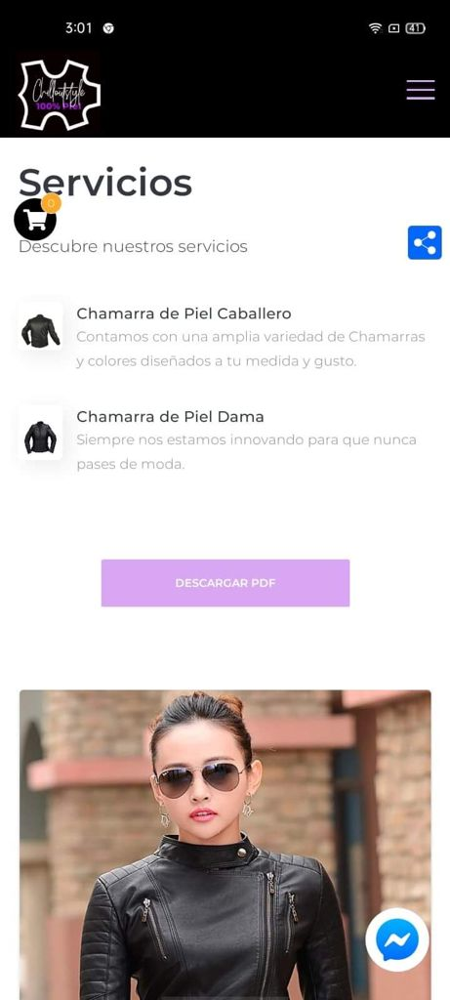 3:01
41
Chilloutstyle
100% Piel
Servicios
0
Descubre nuestros servicios
Chamarra de Piel Caballero
Contamos con una amplia variedad de Chamarras
y colores diseñados a tu medida y gusto.
Chamarra de Piel Dama
Siempre nos estamos innovando para que nunca
pases de moda.
DESCARGAR PDF